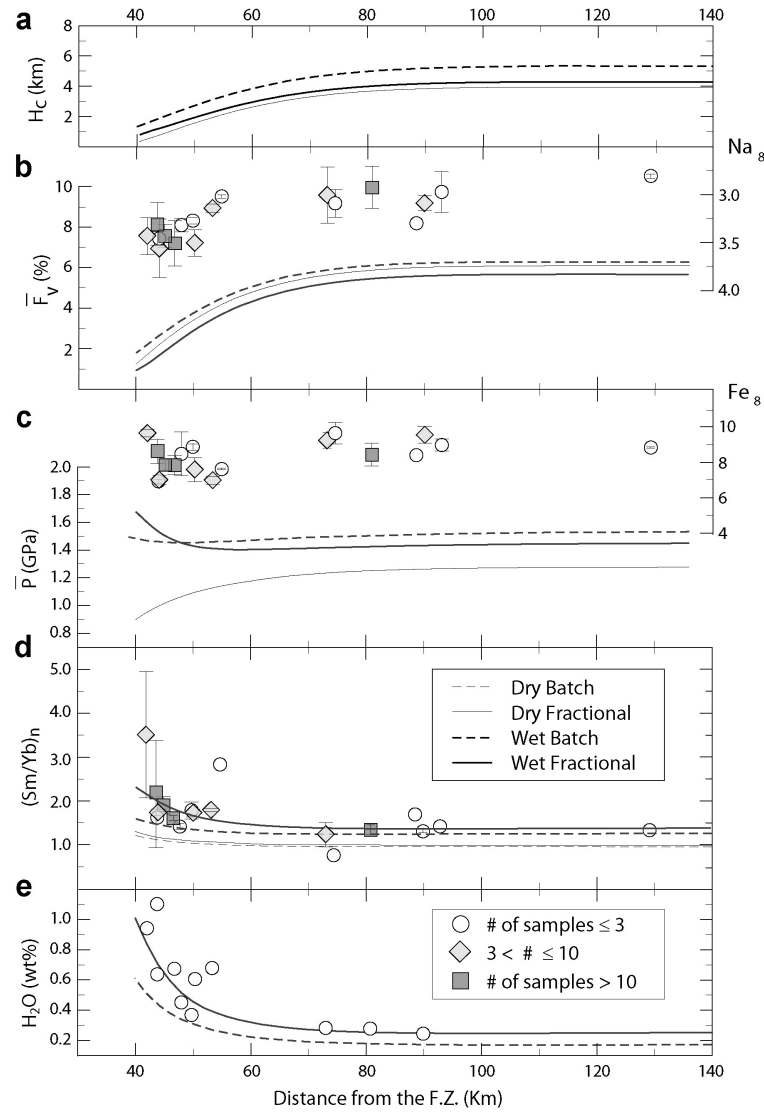 a
40 60 80 100 120 140
8
6
4
2
H_C (km)
b
Na_8
10
8
6
4
2
F̅_V (%)
3.0
3.5
4.0
c
Fe_8
10
8
6
4
2.0
1.8
1.6
1.4
1.2
1.0
0.8
P̅ (GPa)
d
5.0
4.0
3.0
2.0
1.0
(Sm/Yb)_n
Dry Batch
Dry Fractional
Wet Batch
Wet Fractional
e
1.0
0.8
0.6
0.4
0.2
H_2O (wt%)
# of samples ≤ 3
3 < # ≤ 10
# of samples > 10
40 60 80 100 120 140
Distance from the F.Z. (Km)